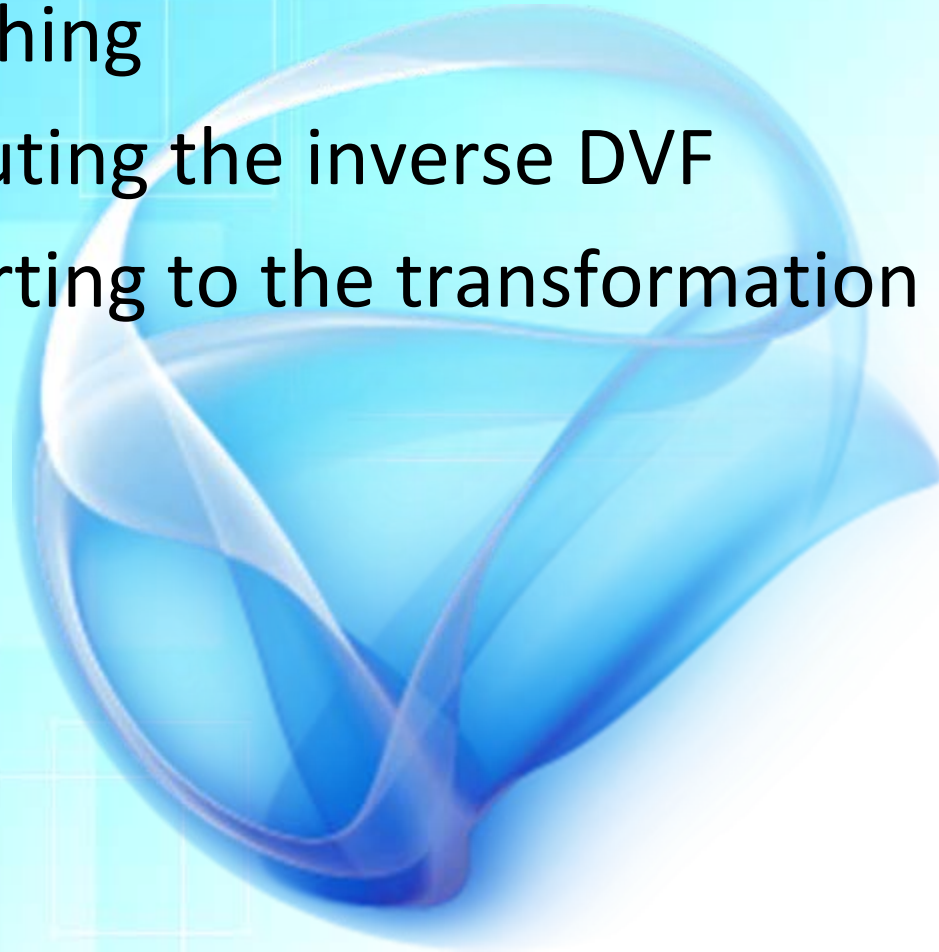 hing
uting the inverse DVF
rting to the transformation